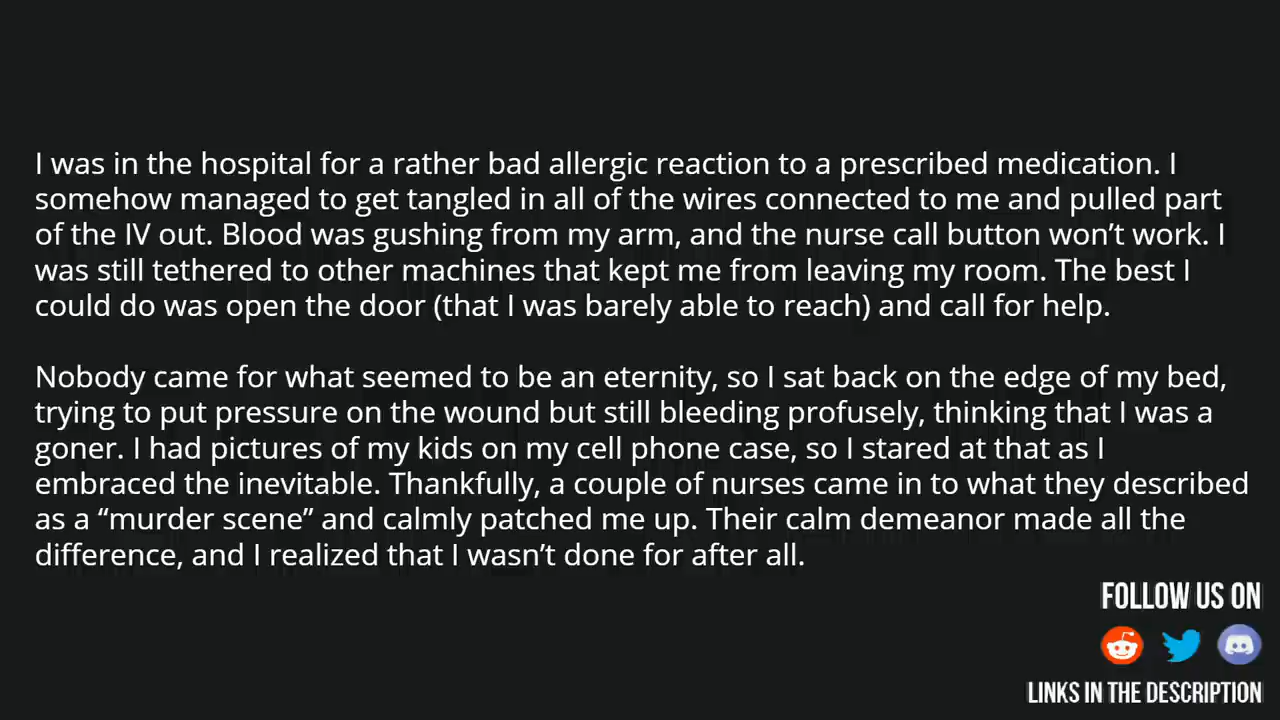 I was in the hospital for a rather bad allergic reaction to a prescribed medication. I
somehow managed to get tangled in all of the wires connected to me and pulled part
of the IV out. Blood was gushing from my arm, and the nurse call button won’t work. I
was still tethered to other machines that kept me from leaving my room. The best I
could do was open the door (that I was barely able to reach) and call for help.
Nobody came for what seemed to be an eternity, so I sat back on the edge of my bed,
trying to put pressure on the wound but still bleeding profusely, thinking that I was a
goner. I had pictures of my kids on my cell phone case, so I stared at that as I
embraced the inevitable. Thankfully, a couple of nurses came in to what they described
as a “murder scene” and calmly patched me up. Their calm demeanor made all the
difference, and I realized that I wasn’t done for after all.
FOLLOW US ON
LINKS IN THE DESCRIPTION